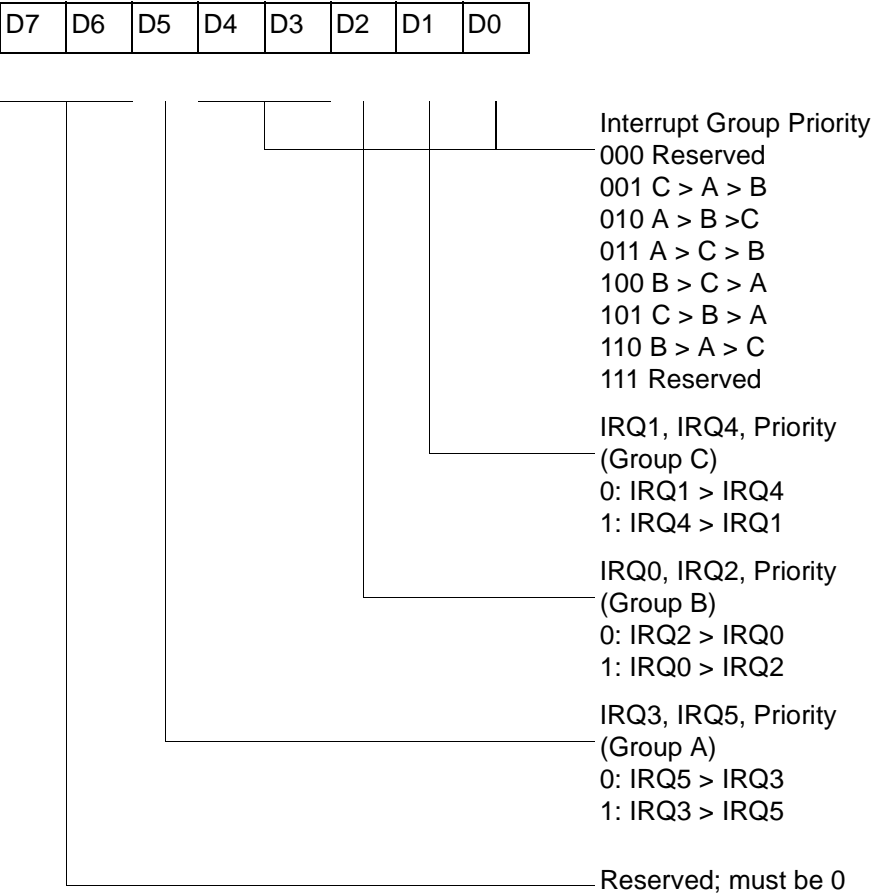 D7 D6 D5 D4 D3 D2 D1 D0
Interrupt Group Priority
000 Reserved
001 C > A > B
010 A > B >C
011 A > C > B
100 B > C > A
101 C > B > A
110 B > A > C
111 Reserved
IRQ1, IRQ4, Priority
(Group C)
0: IRQ1 > IRQ4
1: IRQ4 > IRQ1
IRQ0, IRQ2, Priority
(Group B)
0: IRQ2 > IRQ0
1: IRQ0 > IRQ2
IRQ3, IRQ5, Priority
(Group A)
0: IRQ5 > IRQ3
1: IRQ3 > IRQ5
Reserved; must be 0